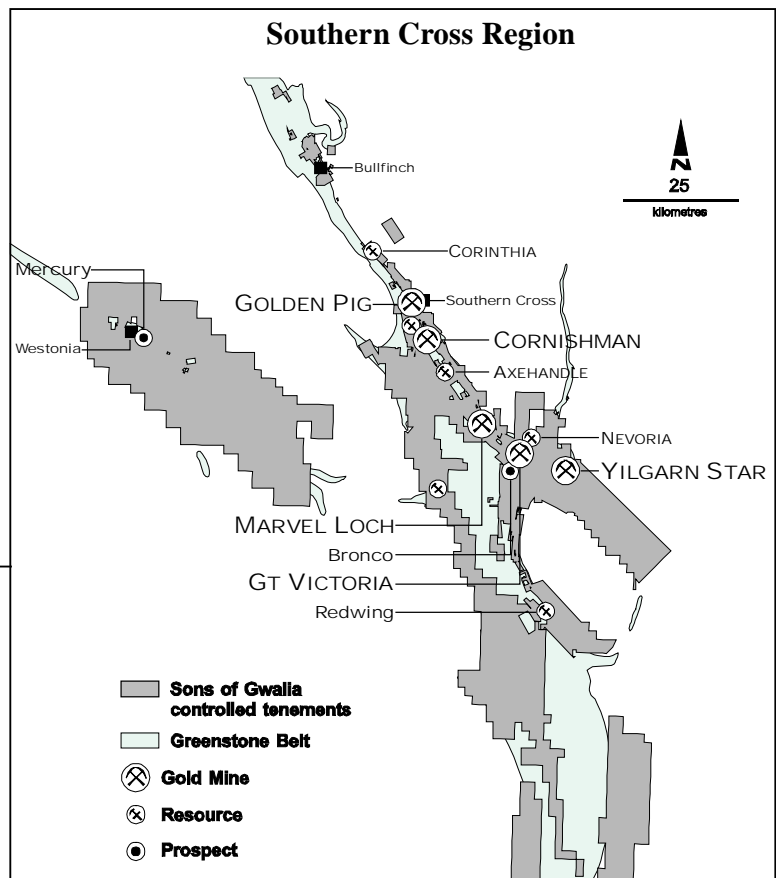 Southern Cross Region
Bullfinch
N
25
kilometres
CORINTHIA
Mercury
GOLDEN PIG
Southern Cross
CORNISHMAN
Westonia
AXEHANDLE
NEVORIA
YILGARN STAR
MARVEL LOCH
Bronco
GT VICTORIA
Redwing
Sons of Gwalia
controlled tenements
Greenstone Belt
Gold Mine
Resource
Prospect